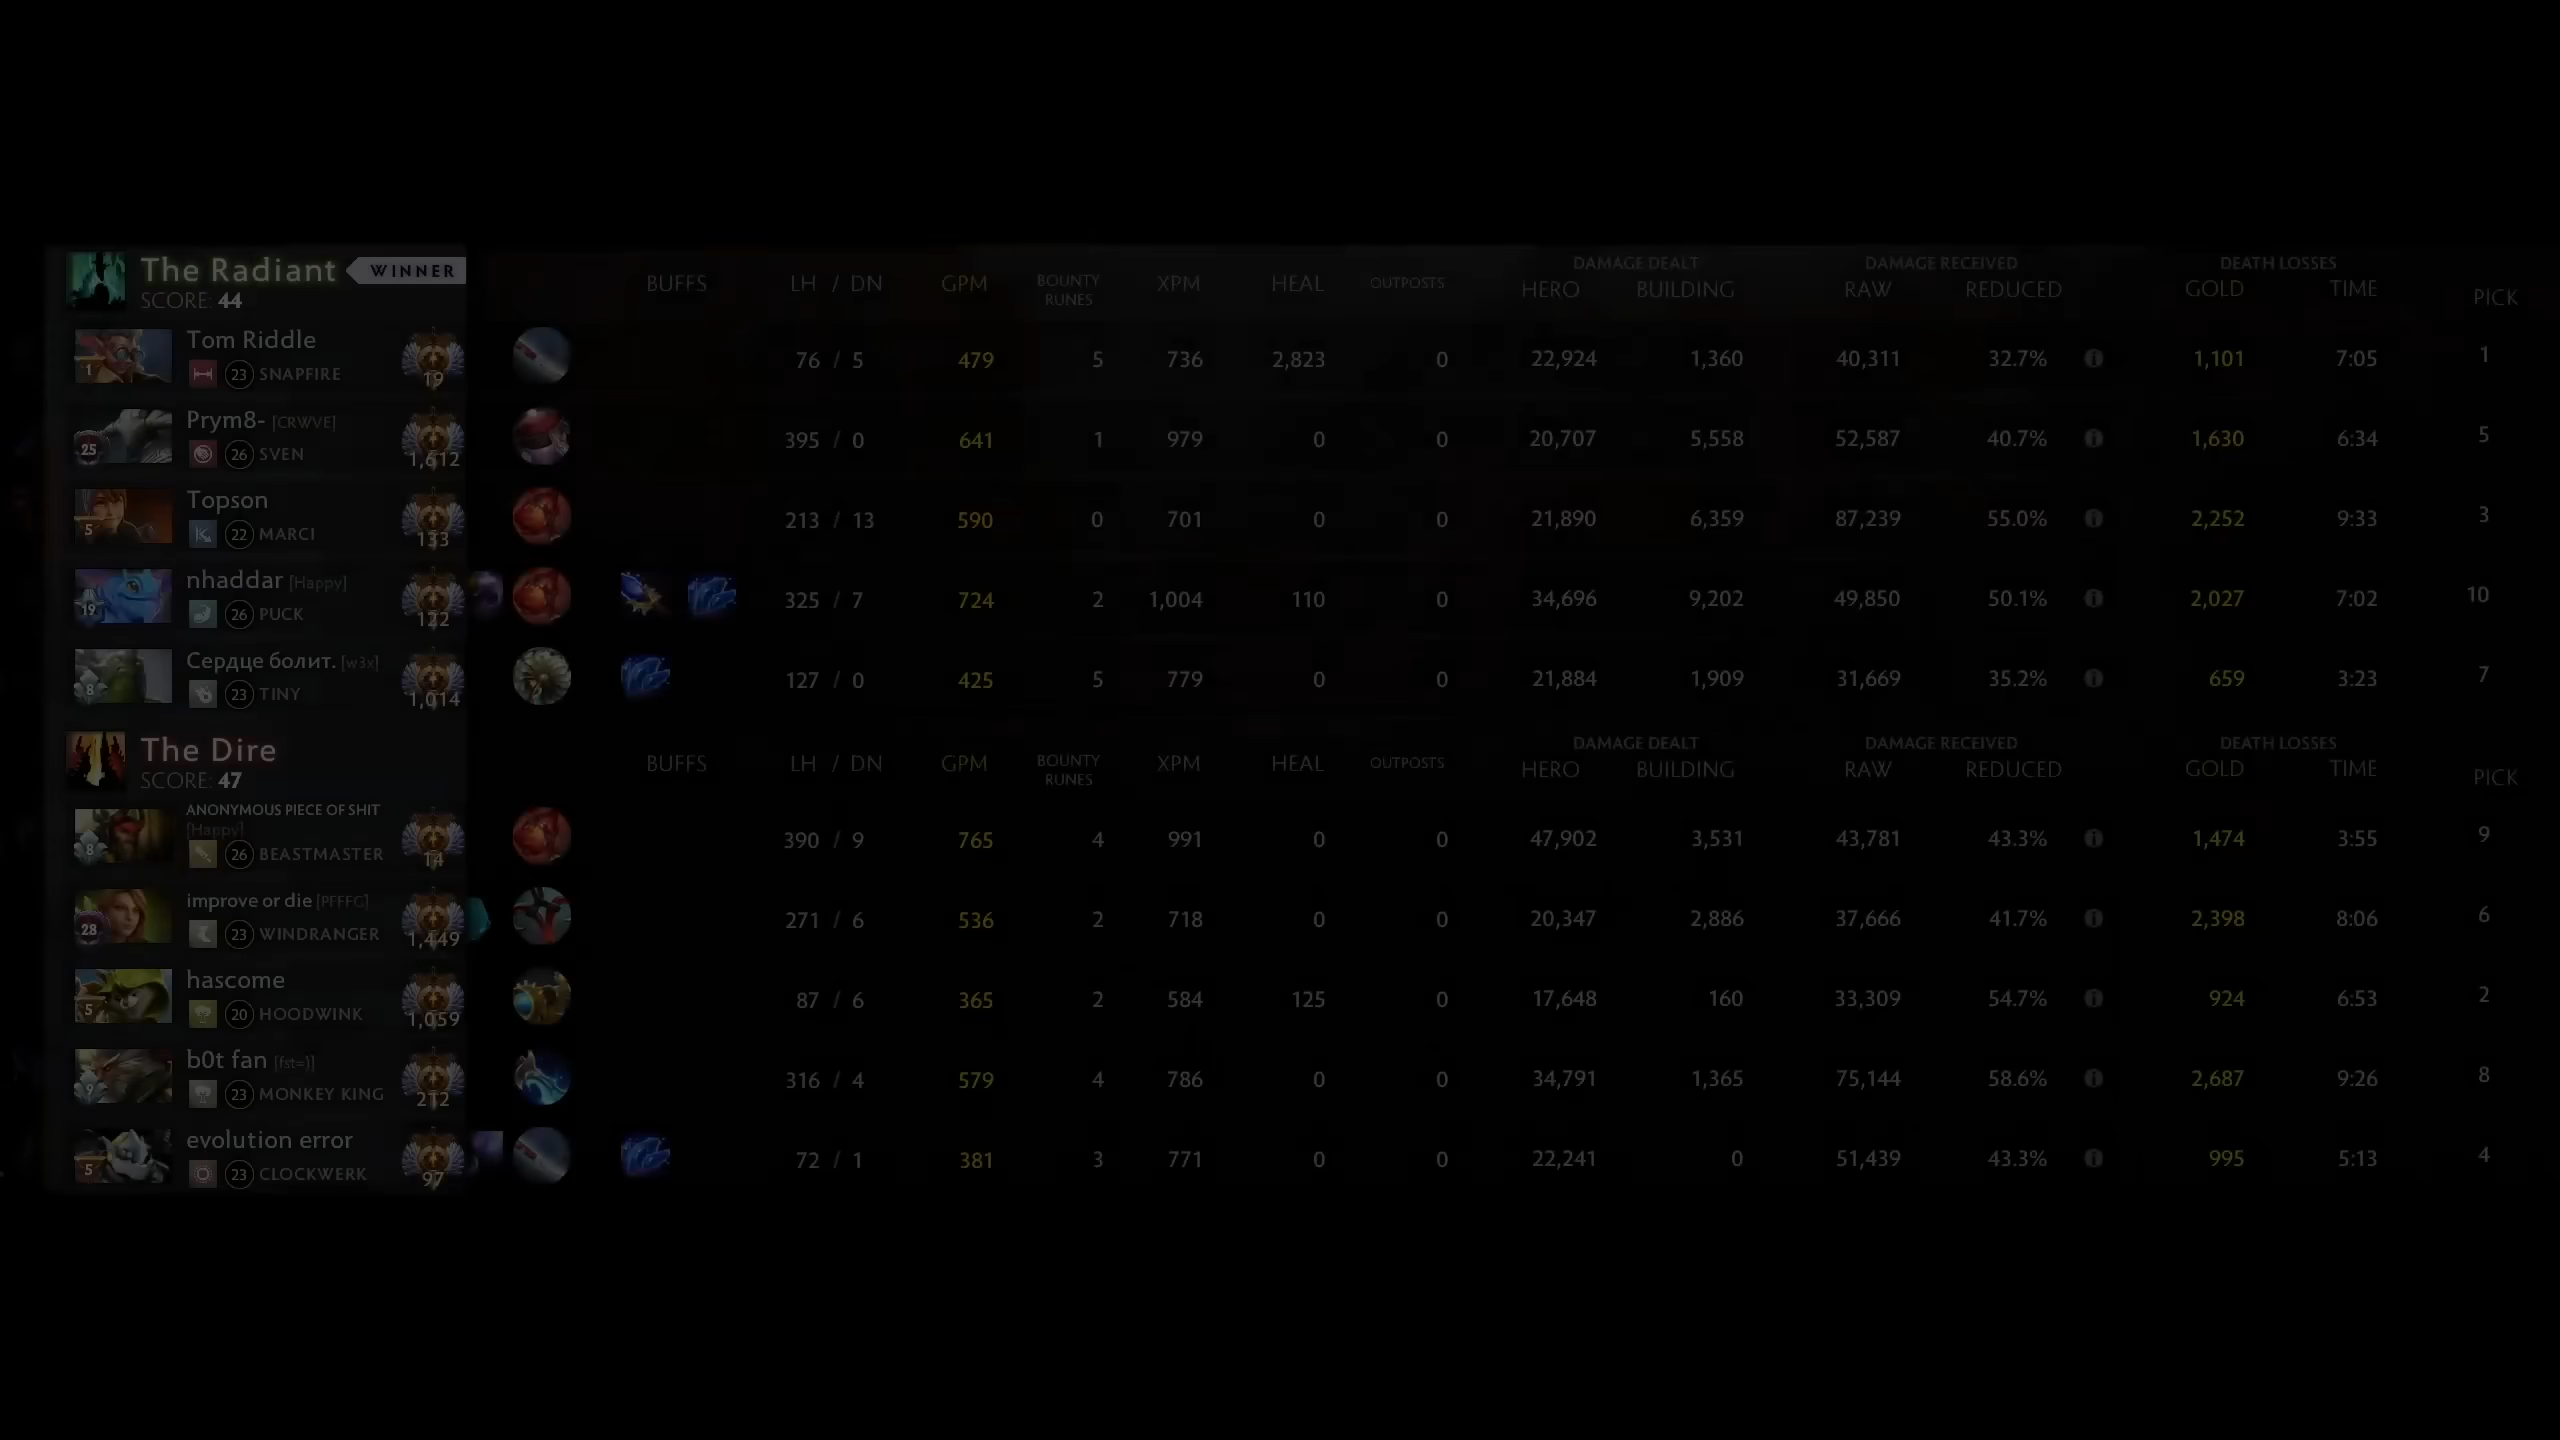 The Radiant WINNER
SCORE: 44
BUFFS LH / DN GPM BOUNTY RUNES XPM HEAL OUTPOSTS DAMAGE DEALT HERO BUILDING DAMAGE RECEIVED RAW REDUCED DEATH LOSSES GOLD TIME PICK
1 Tom Riddle
23 SNAPFIRE 19 76 / 5 479 5 736 2,823 0 22,924 1,360 40,311 32.7% 1,101 7:05 1
25 Prym8- [CRWVE]
26 SVEN 1,612 395 / 0 641 1 979 0 0 20,707 5,558 52,587 40.7% 1,630 6:34 5
5 Topson
22 MARCI 133 213 / 13 590 0 701 0 0 21,890 6,359 87,239 55.0% 2,252 9:33 3
19 nhaddar [Happy]
26 PUCK 122 325 / 7 724 2 1,004 110 0 34,696 9,202 49,850 50.1% 2,027 7:02 10
8 Сердце болит. [w3x]
23 TINY 1,014 127 / 0 425 5 779 0 0 21,884 1,909 31,669 35.2% 659 3:23 7
The Dire
SCORE: 47
BUFFS LH / DN GPM BOUNTY RUNES XPM HEAL OUTPOSTS DAMAGE DEALT HERO BUILDING DAMAGE RECEIVED RAW REDUCED DEATH LOSSES GOLD TIME PICK
8 ANONYMOUS PIECE OF SHIT
[Happy]
26 BEASTMASTER 14 390 / 9 765 4 991 0 0 47,902 3,531 43,781 43.3% 1,474 3:55 9
28 improve or die [PFFFG]
23 WINDRANGER 1,449 271 / 6 536 2 718 0 0 20,347 2,886 37,666 41.7% 2,398 8:06 6
5 hascome
20 HOODWINK 1,059 87 / 6 365 2 584 125 0 17,648 160 33,309 54.7% 924 6:53 2
9 b0t fan [fst=)]
23 MONKEY KING 212 316 / 4 579 4 786 0 0 34,791 1,365 75,144 58.6% 2,687 9:26 8
5 evolution error
23 CLOCKWERK 97 72 / 1 381 3 771 0 0 22,241 0 51,439 43.3% 995 5:13 4